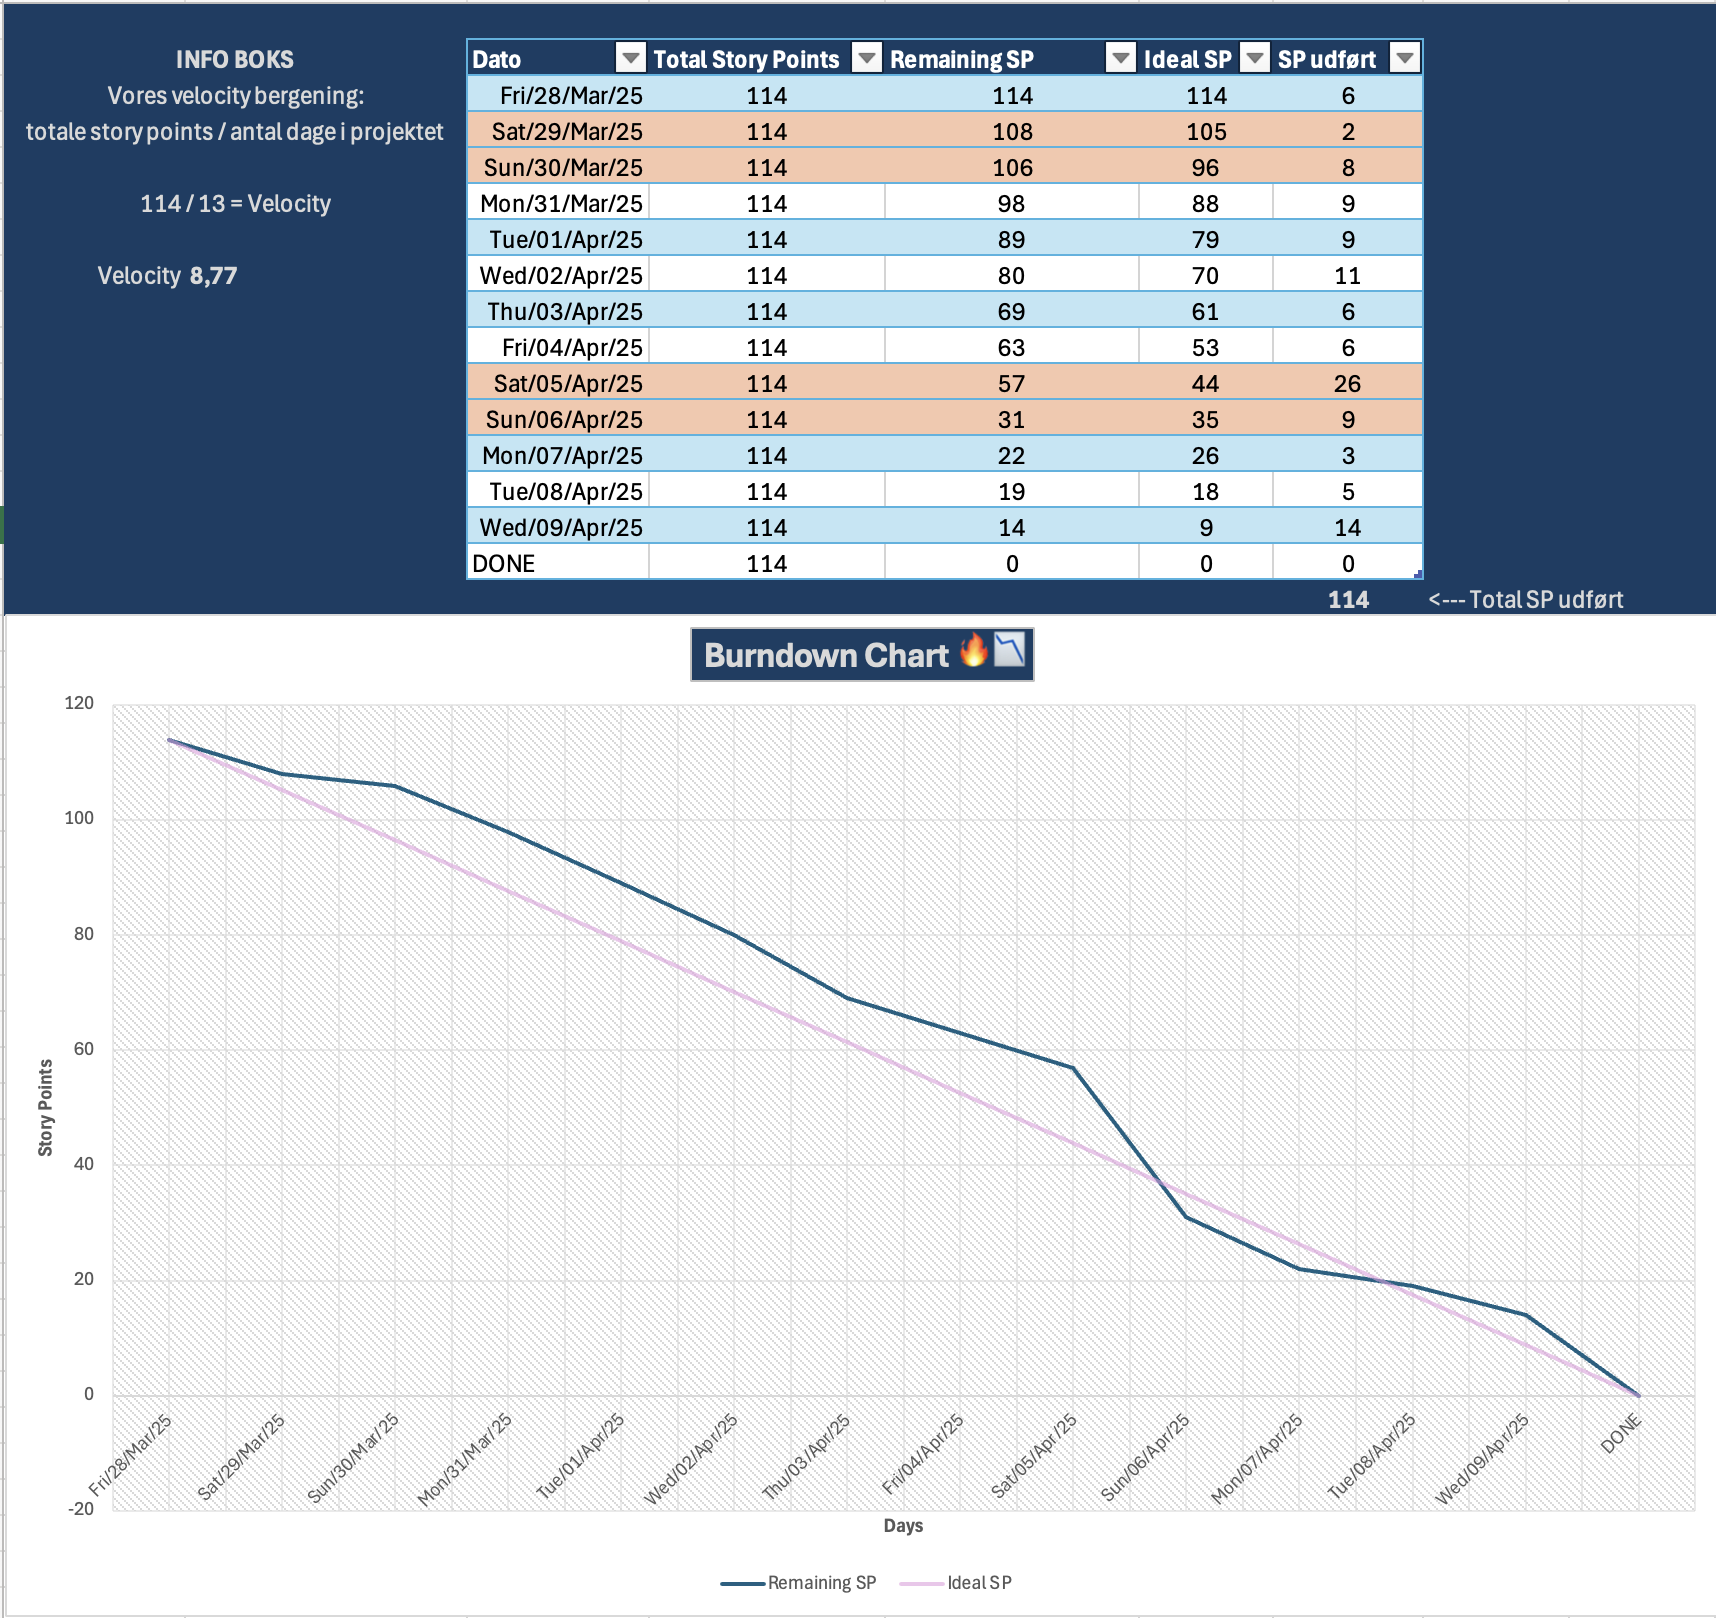 INFO BOKS
Vores velocity bergening:
totale story points / antal dage i projektet
114 / 13 = Velocity
Velocity 8,77
Dato Total Story Points Remaining SP Ideal SP SP udført
Fri/28/Mar/25 114 114 114 6
Sat/29/Mar/25 114 108 105 2
Sun/30/Mar/25 114 106 96 8
Mon/31/Mar/25 114 98 88 9
Tue/01/Apr/25 114 89 79 9
Wed/02/Apr/25 114 80 70 11
Thu/03/Apr/25 114 69 61 6
Fri/04/Apr/25 114 63 53 6
Sat/05/Apr/25 114 57 44 26
Sun/06/Apr/25 114 31 35 9
Mon/07/Apr/25 114 22 26 3
Tue/08/Apr/25 114 19 18 5
Wed/09/Apr/25 114 14 9 14
DONE 114 0 0 0
114 <--- Total SP udført
Burndown Chart 🔥📉
120
100
80
60
40
20
0
-20
Story Points
Fri/28/Mar/25
Sat/29/Mar/25
Sun/30/Mar/25
Mon/31/Mar/25
Tue/01/Apr/25
Wed/02/Apr/25
Thu/03/Apr/25
Fri/04/Apr/25
Sat/05/Apr/25
Sun/06/Apr/25
Mon/07/Apr/25
Tue/08/Apr/25
Wed/09/Apr/25
DONE
Days
Remaining SP Ideal SP